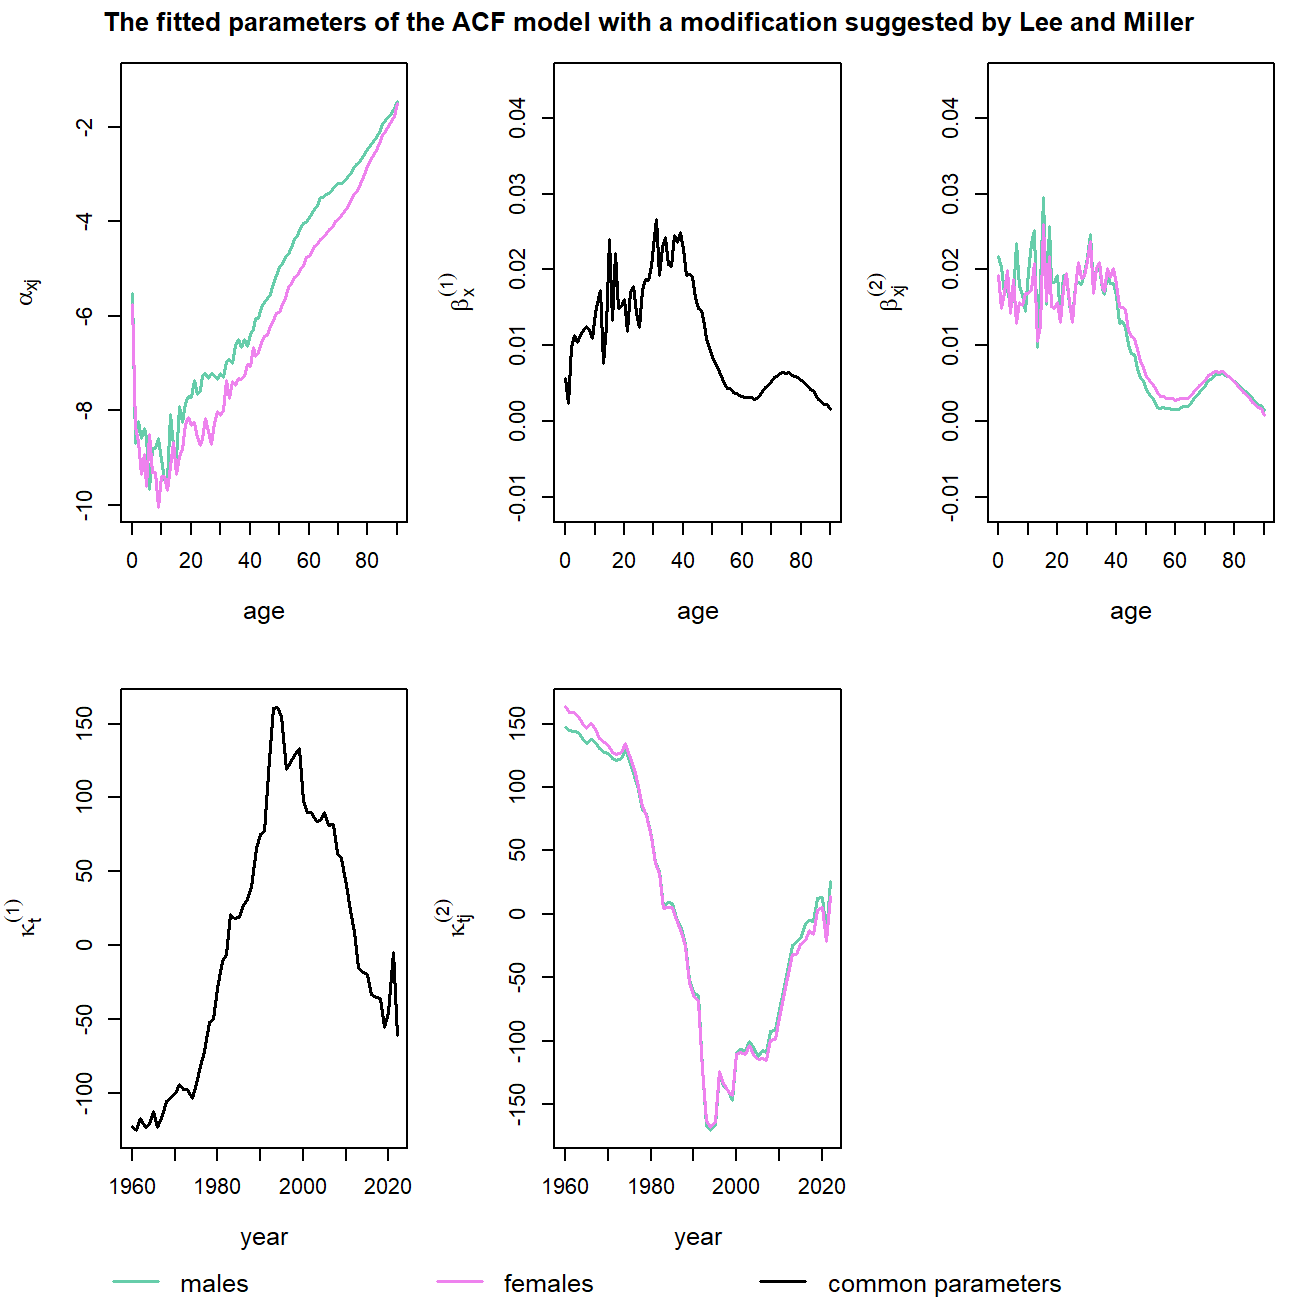 The fitted parameters of the ACF model with a modification suggested by Lee and Miller
αxj
-10 -8 -6 -4 -2
0 20 40 60 80
age
βx(1)
-0.01 0.00 0.01 0.02 0.03 0.04
0 20 40 60 80
age
βxj(2)
-0.01 0.00 0.01 0.02 0.03 0.04
0 20 40 60 80
age
κt(1)
-100 -50 0 50 100 150
1960 1980 2000 2020
year
κtj(2)
-150 -100 -50 0 50 100 150
1960 1980 2000 2020
year
males females common parameters